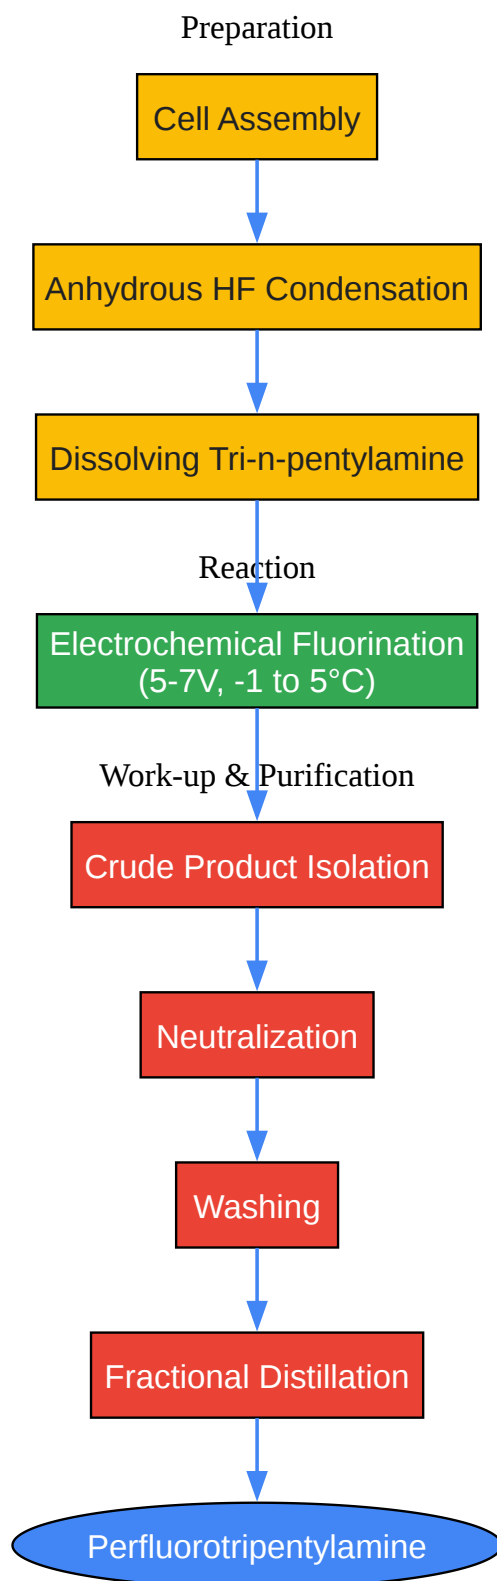 Preparation
Cell Assembly
Anhydrous HF Condensation
Dissolving Tri-n-pentylamine
Reaction
Electrochemical Fluorination
(5-7V, -1 to 5°C)
Work-up & Purification
Crude Product Isolation
Neutralization
Washing
Fractional Distillation
Perfluorotripentylamine